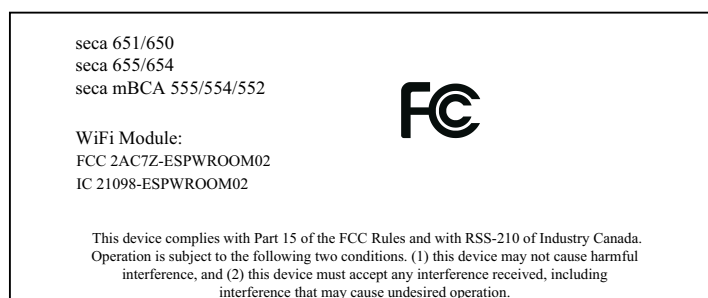 seca 651/650
seca 655/654
seca mBCA 555/554/552
FC
WiFi Module:
FCC 2AC7Z-ESPWROOM02
IC 21098-ESPWROOM02
This device complies with Part 15 of the FCC Rules and with RSS-210 of Industry Canada.
Operation is subject to the following two conditions. (1) this device may not cause harmful
interference, and (2) this device must accept any interference received, including
interference that may cause undesired operation.